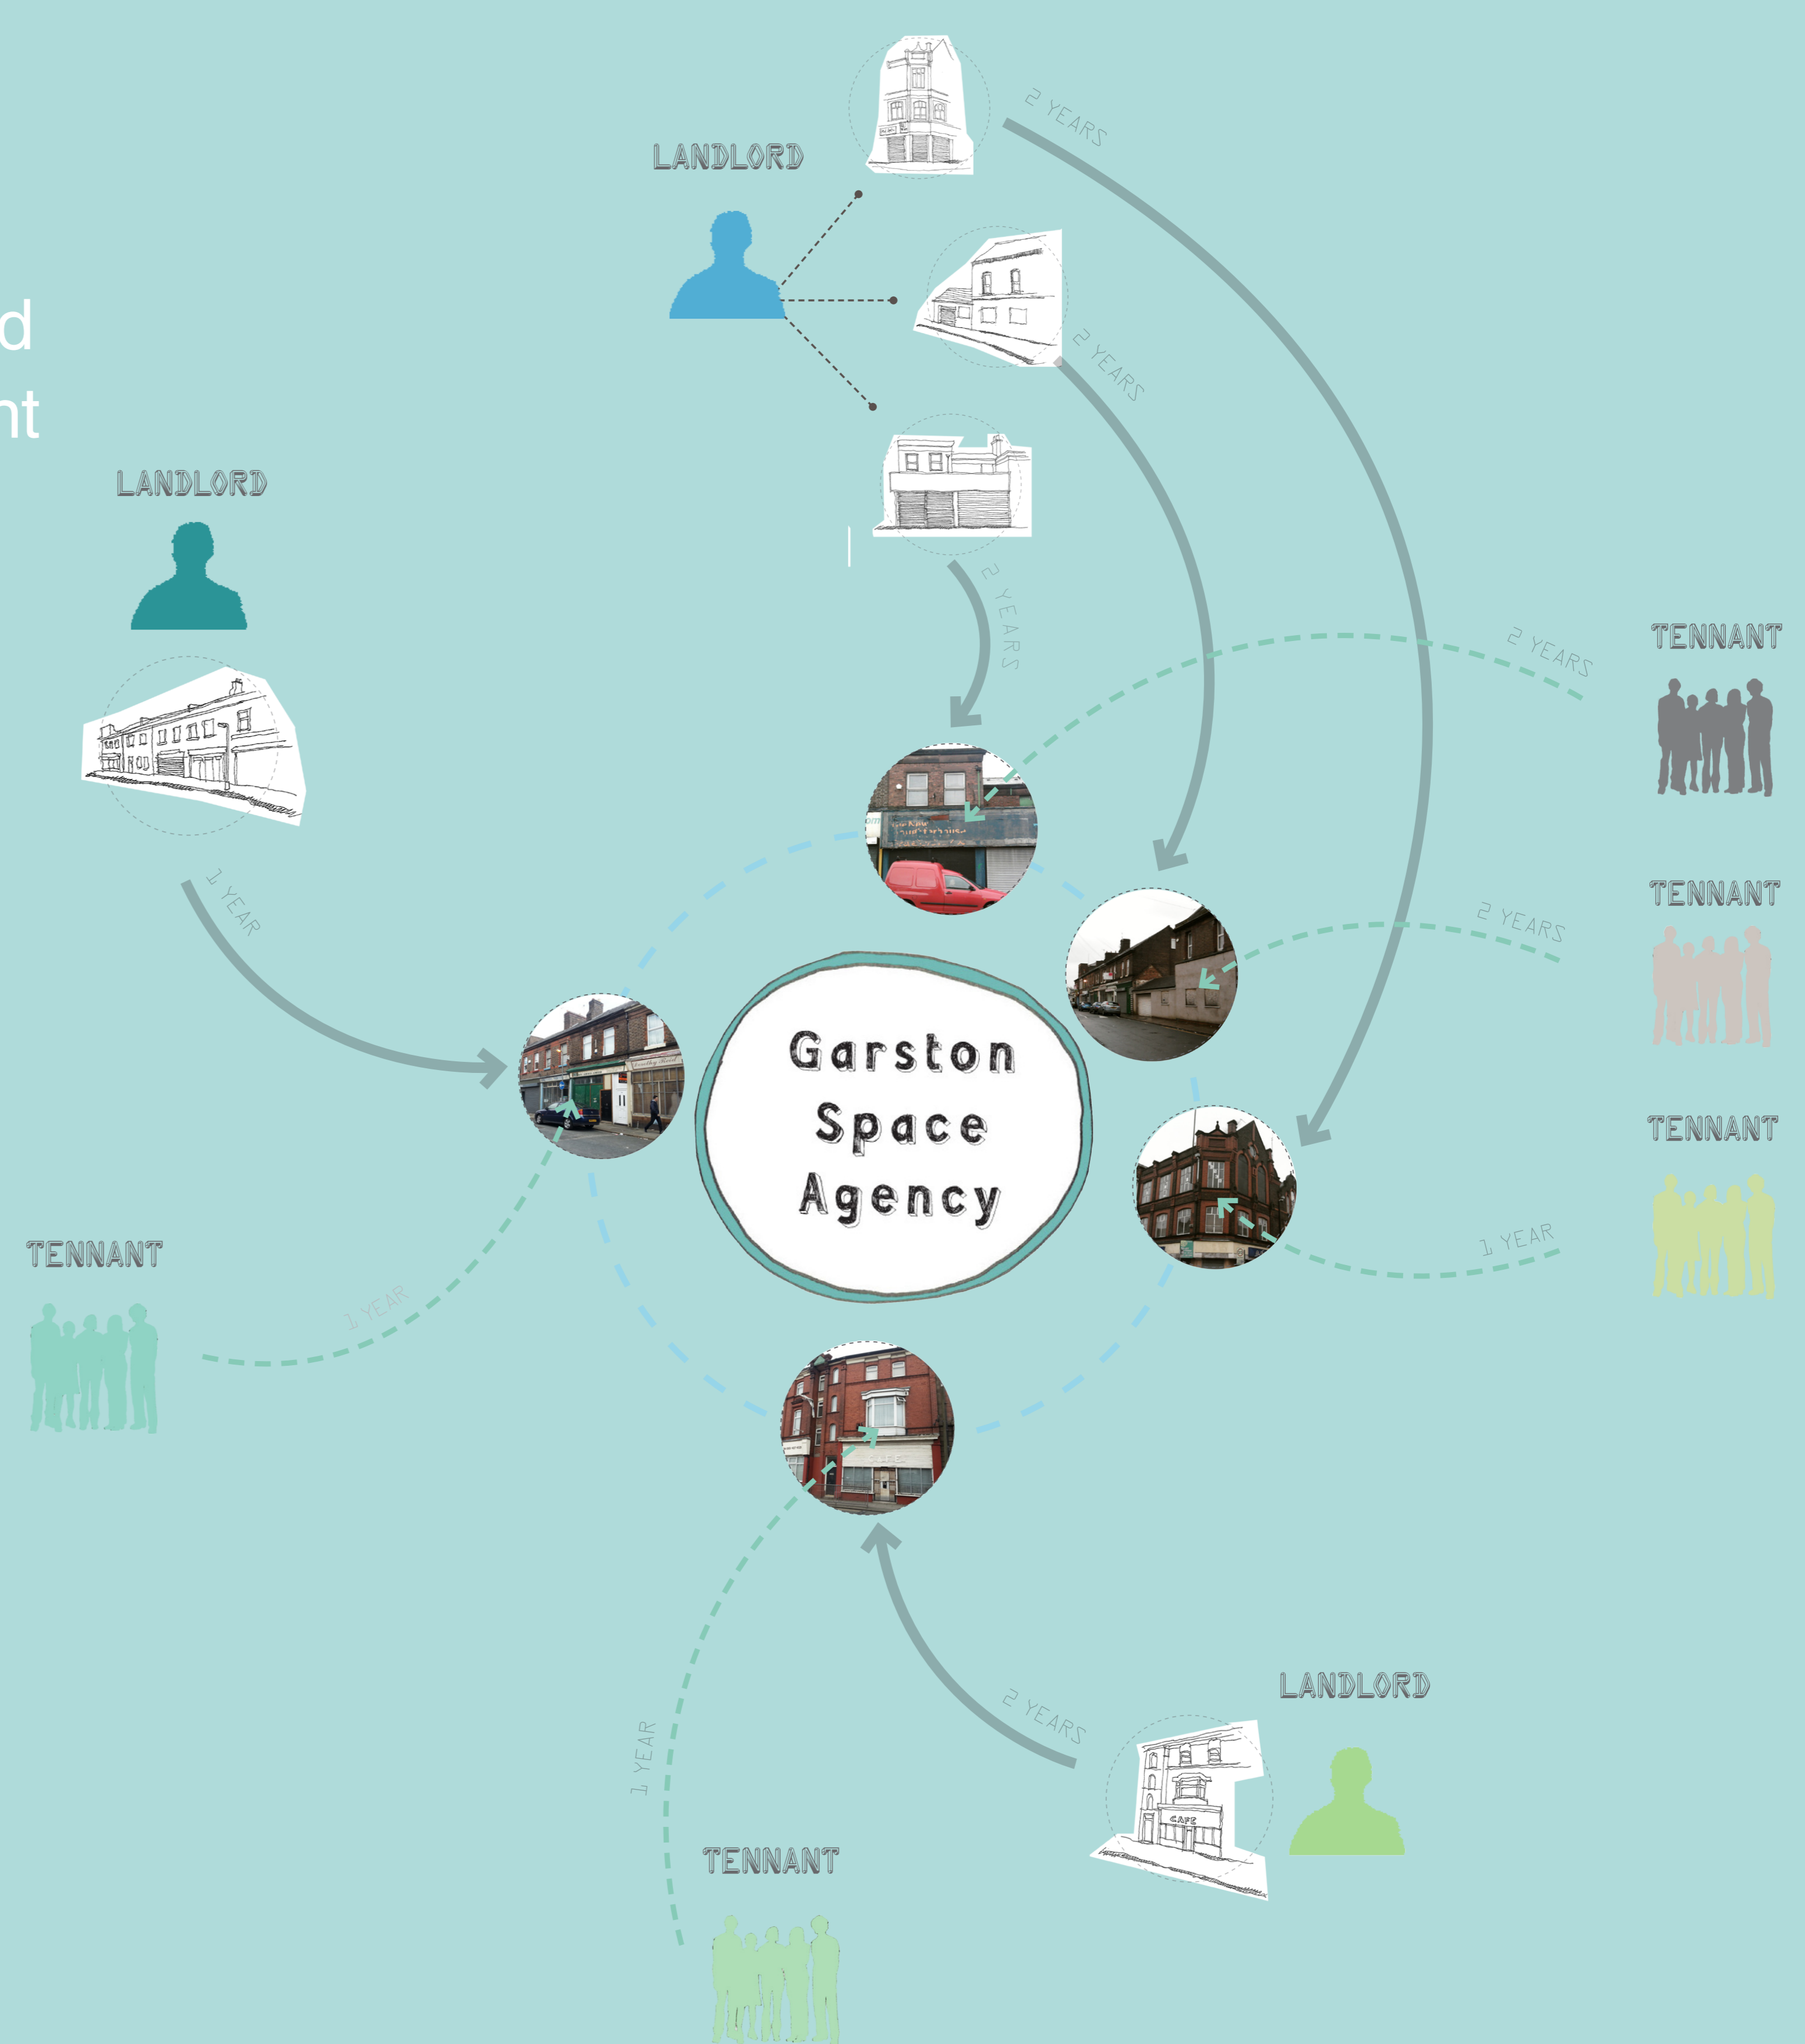 2 YEARS
LANDLORD
d
2 YEARS
nt
LANDLORD
2 YEARS
TENNANT
2 YEARS
1 YEAR
TENNANT
2 YEARS
Garston
Space
Agency
TENNANT
1 YEAR
TENNANT
1 YEAR
LANDLORD
2 YEARS
1 YEAR
CAFE
TENNANT